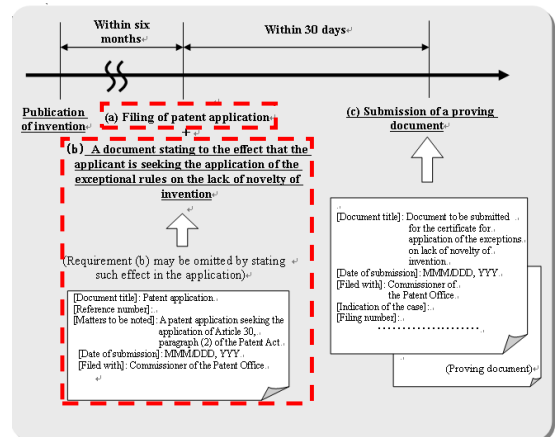 Within six
months
Within 30 days
Publication
of invention
(a) Filing of patent application
+
(b) A document stating to the effect that the
applicant is seeking the application of the
exceptional rules on the lack of novelty of
invention
(Requirement (b) may be omitted by stating
such effect in the application)
[Document title]: Patent application.
[Reference number]:
[Matters to be noted]: A patent application seeking the
application of Article 30,
paragraph (2) of the Patent Act
[Date of submission]: MMM/DDD, YYY
[Filed with]: Commissioner of the Patent Office
(c) Submission of a proving
document
[Document title]: Document to be submitted
for the certificate for
application of the exceptions
on lack of novelty of
invention
[Date of submission]: MMM/DDD, YYY
[Filed with]: Commissioner of
the Patent Office
[Indication of the case]:
[Filing number]:
(Proving document)